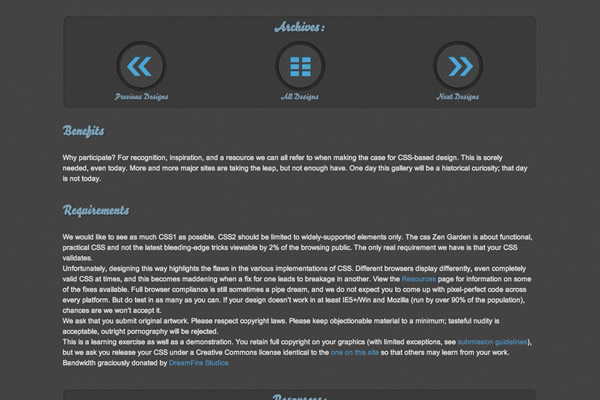 Archives:
Previous Designs
All Designs
Next Designs
Benefits
Why participate? For recognition, inspiration, and a resource we can all refer to when making the case for CSS-based design. This is sorely
needed, even today. More and more major sites are taking the leap, but not enough have. One day this gallery will be a historical curiosity; that day
is not today.
Requirements
We would like to see as much CSS1 as possible. CSS2 should be limited to widely-supported elements only. The css Zen Garden is about functional,
practical CSS and not the latest bleeding-edge tricks viewable by 2% of the browsing public. The only real requirement we have is that your CSS
validates.
Unfortunately, designing this way highlights the flaws in the various implementations of CSS. Different browsers display differently, even completely
valid CSS at times, and this becomes maddening when a fix for one leads to breakage in another. View the Resources page for information on
some of the fixes available. Full browser compliance is still sometimes a pipe dream, and we do not expect you to come up with pixel-perfect code across
every platform. But do test in as many as you can. If your design doesn't work in at least IE5+/Win and Mozilla (run by over 90% of the population),
chances are we won't accept it.
We ask that you submit original artwork. Please respect copyright laws. Please keep objectionable material to a minimum; tasteful nudity is
acceptable, outright pornography will be rejected.
This is a learning exercise as well as a demonstration. You retain full copyright on your graphics (with limited exceptions, see submission guidelines),
but we ask you release your CSS under a Creative Commons license identical to the one on this site so that others may learn from your work.
Bandwidth graciously donated by DreamFire Studios
Resources: